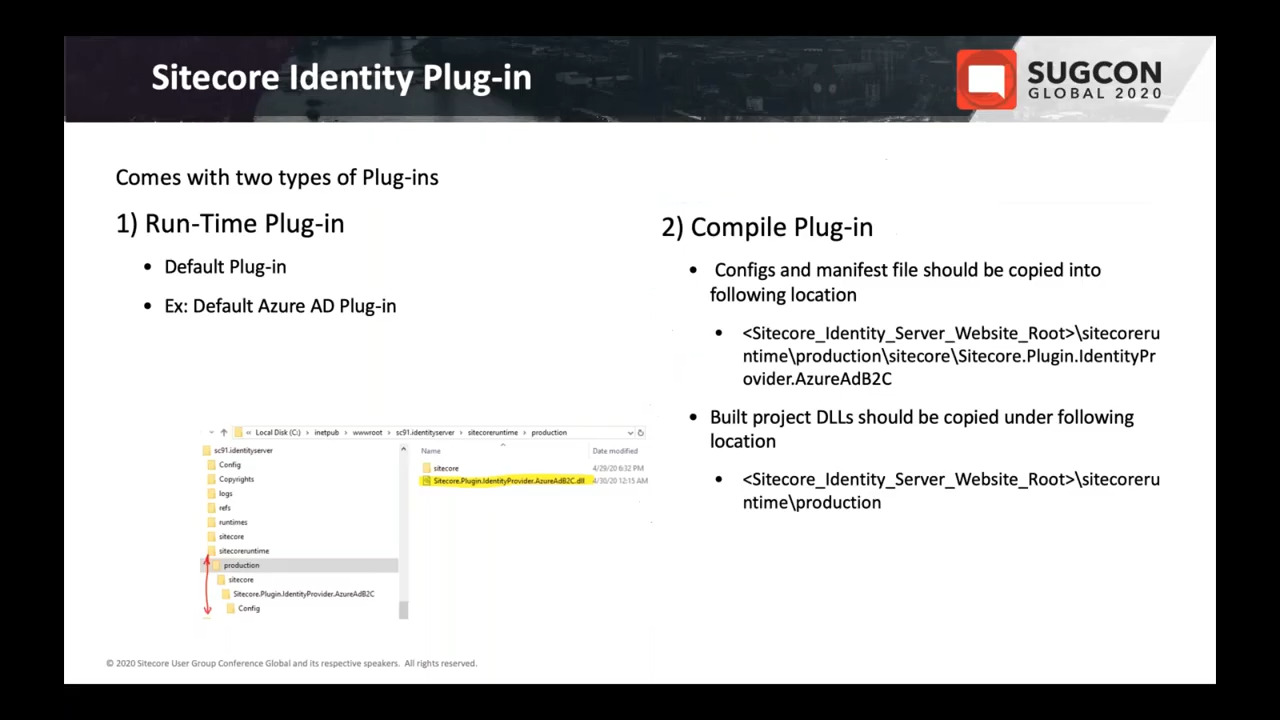 Sitecore Identity Plug-in
SUGCON
GLOBAL 2020
Comes with two types of Plug-ins
1) Run-Time Plug-in
• Default Plug-in
• Ex: Default Azure AD Plug-in
2) Compile Plug-in
• Configs and manifest file should be copied into
following location
• <Sitecore_Identity_Server_Website_Root>\sitecoreru
ntime\production\sitecore\Sitecore.Plugin.IdentityPr
ovider.AzureAdB2C
• Built project DLLs should be copied under following
location
• <Sitecore_Identity_Server_Website_Root>\sitecoreru
ntime\production
« Local Disk (C:) > inetpub > wwwroot > sc91.identityserver > sitecoreruntime > production
sc91.identityserver
Config
Copyrights
logs
refs
runtimes
sitecore
sitecoreruntime
production
sitecore
Sitecore.Plugin.IdentityProvider.AzureAdB2C
Config
Name Date modified
sitecore 4/29/20 6:32 PM
Sitecore.Plugin.IdentityProvider.AzureAdB2C.dll 4/30/20 12:15 AM
© 2020 Sitecore User Group Conference Global and its respective speakers. All rights reserved.